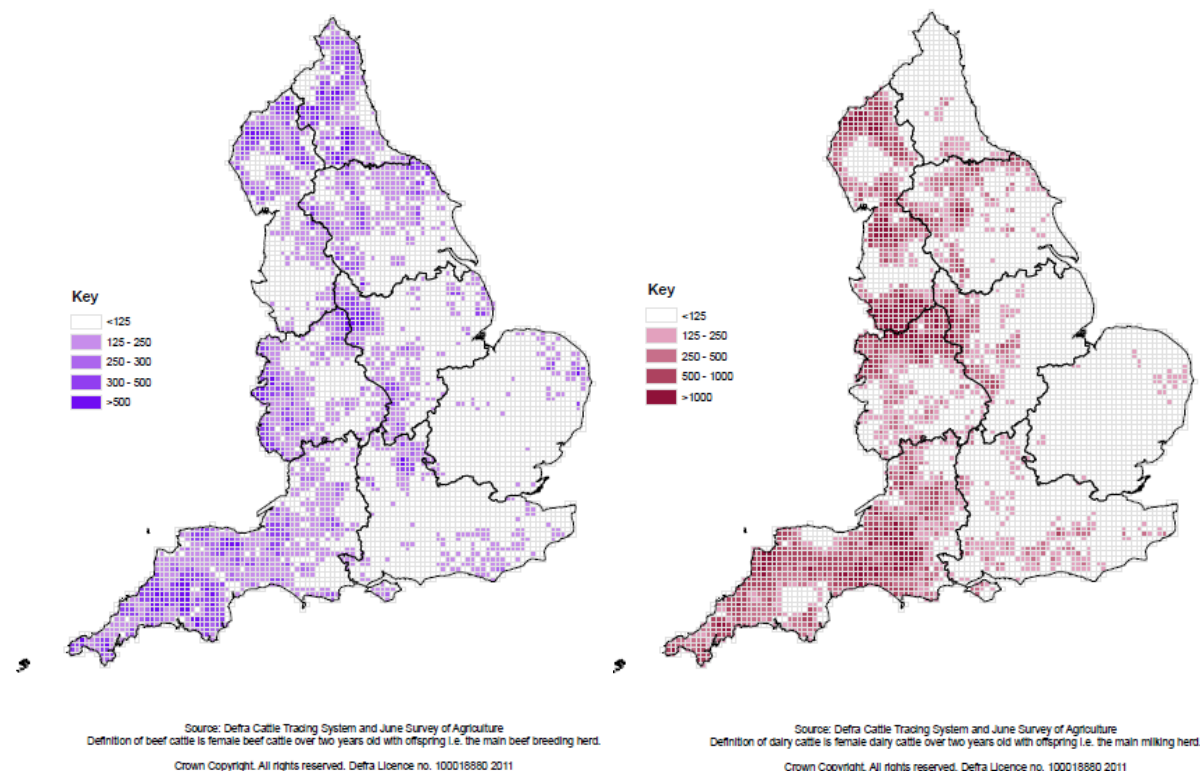 Key
<125
125 - 250
250 - 300
300 - 500
>500
Source: Defra Cattle Tracing System and June Survey of Agriculture
Definition of beef cattle is female beef cattle over two years old with offspring i.e. the main beef breeding herd.
Crown Copyright. All rights reserved. Defra Licence no. 100018880 2011
Key
<125
125 - 250
250 - 500
500 - 1000
>1000
Source: Defra Cattle Tracing System and June Survey of Agriculture
Definition of dairy cattle is female dairy cattle over two years old with offspring i.e. the main milking herd.
Crown Copyright. All rights reserved. Defra Licence no. 100018880 2011